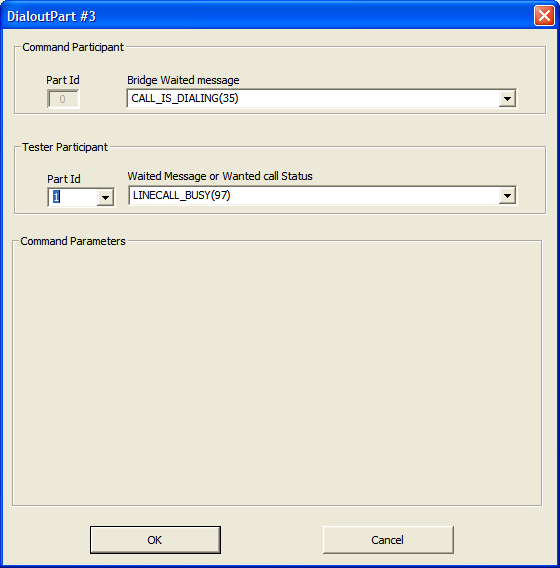 DialoutPart #3
Command Participant
Part Id Bridge Waited message
0 CALL_IS_DIALING(35)
Tester Participant
Part Id Waited Message or Wanted call Status
1 LINECALL_BUSY(97)
Command Parameters
OK Cancel